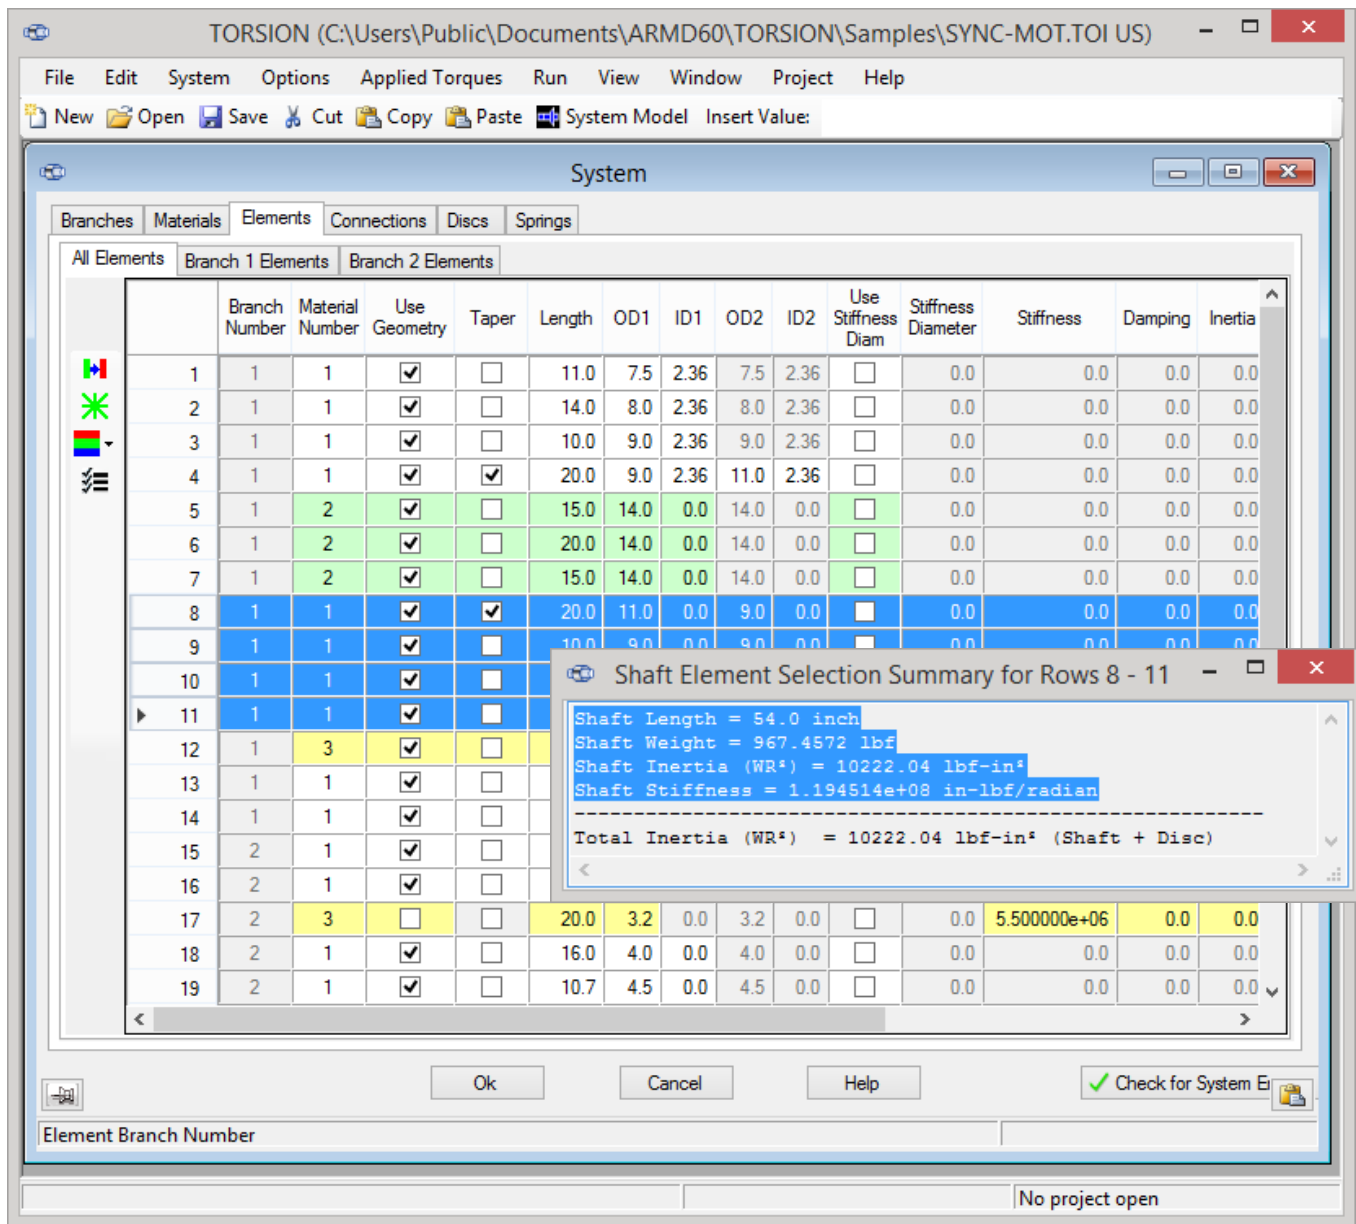 TORSION (C:\Users\Public\Documents\ARMD60\TORSION\Samples\SYNC-MOT.TOI US)
File Edit System Options Applied Torques Run View Window Project Help
New Open Save Cut Copy Paste System Model Insert Value:
System
Branches Materials Elements Connections Discs Springs
All Elements Branch 1 Elements Branch 2 Elements
Branch Number Material Number Use Geometry Taper Length OD1 ID1 OD2 ID2 Use Stiffness Diam Stiffness Diameter Stiffness Damping Inertia
1 1 1 11.0 7.5 2.36 7.5 2.36 0.0 0.0 0.0 0.0
2 1 1 14.0 8.0 2.36 8.0 2.36 0.0 0.0 0.0 0.0
3 1 1 10.0 9.0 2.36 9.0 2.36 0.0 0.0 0.0 0.0
4 1 1 20.0 9.0 2.36 11.0 2.36 0.0 0.0 0.0 0.0
5 1 2 15.0 14.0 0.0 14.0 0.0 0.0 0.0 0.0 0.0
6 1 2 20.0 14.0 0.0 14.0 0.0 0.0 0.0 0.0 0.0
7 1 2 15.0 14.0 0.0 14.0 0.0 0.0 0.0 0.0 0.0
8 1 1 20.0 11.0 0.0 9.0 0.0 0.0 0.0 0.0 0.0
9 1 1 10.0 9.0 0.0 9.0 0.0 0.0 0.0 0.0 0.0
10 1 1
11 1 1
12 1 3
13 1 1
14 1 1
15 2 1
16 2 1
Shaft Element Selection Summary for Rows 8 - 11
Shaft Length = 54.0 inch
Shaft Weight = 967.4572 lbf
Shaft Inertia (WR²) = 10222.04 lbf-in²
Shaft Stiffness = 1.194514e+08 in-lbf/radian
----------------------------------------------------------
Total Inertia (WR²)  = 10222.04 lbf-in² (Shaft + Disc)
17 2 3 20.0 3.2 0.0 3.2 0.0 0.0 5.500000e+06 0.0 0.0
18 2 1 16.0 4.0 0.0 4.0 0.0 0.0 0.0 0.0 0.0
19 2 1 10.7 4.5 0.0 4.5 0.0 0.0 0.0 0.0 0.0
Ok Cancel Help Check for System
Element Branch Number
No project open